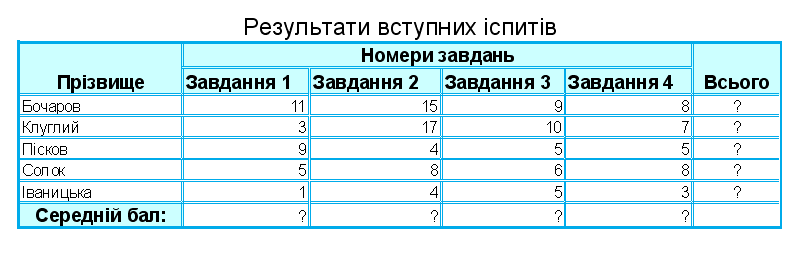 Результати вступних іспитів
Номери завдань
Прізвище Завдання 1 Завдання 2 Завдання 3 Завдання 4 Всього
Бочаров 11 15 9 8 ?
Клуглий 3 17 10 7 ?
Пісков 9 4 5 5 ?
Солок 5 8 6 8 ?
Іваницька 1 4 5 3 ?
Середній бал: ? ? ? ?